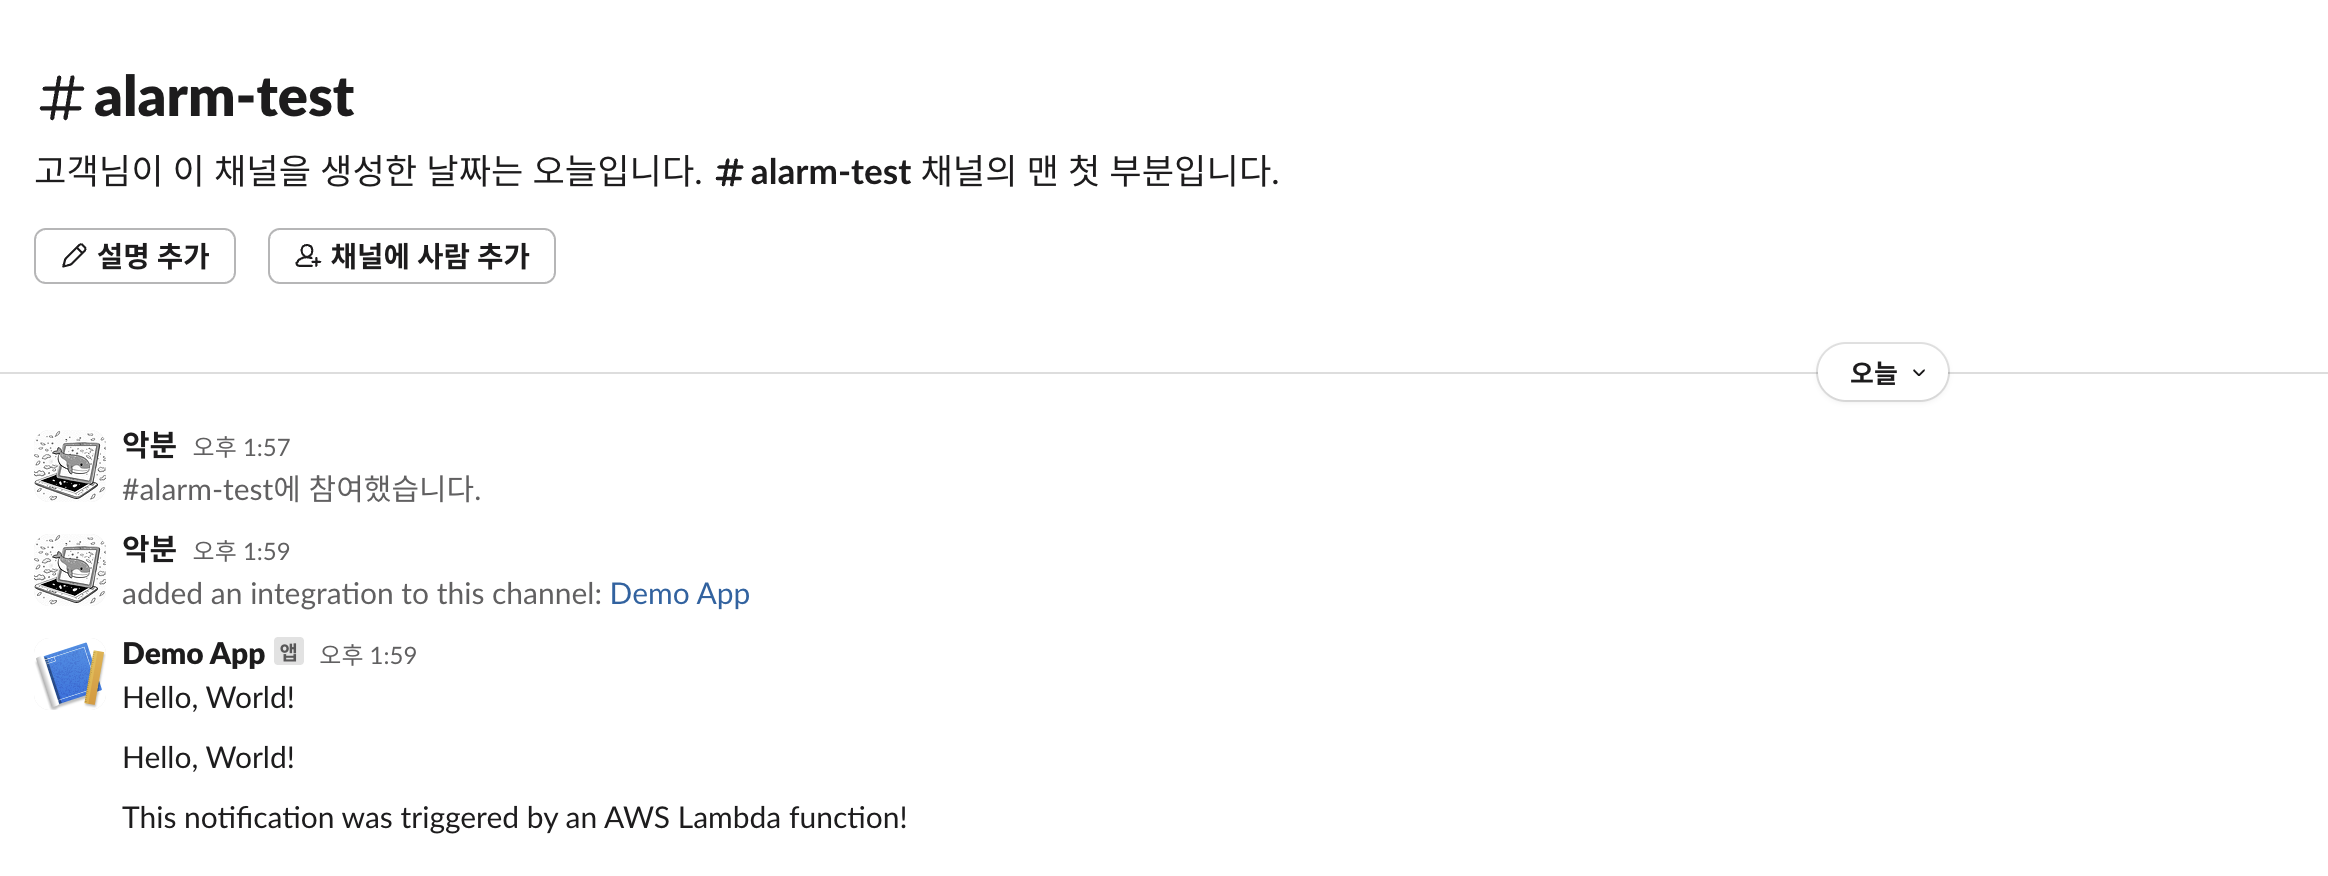 # alarm-test
고객님이 이 채널을 생성한 날짜는 오늘입니다. # alarm-test 채널의 맨 첫 부분입니다.
설명 추가 채널에 사람 추가
오늘
악분 오후 1:57
#alarm-test에 참여했습니다.
악분 오후 1:59
added an integration to this channel: Demo App
Demo App 앱 오후 1:59
Hello, World!
Hello, World!
This notification was triggered by an AWS Lambda function!